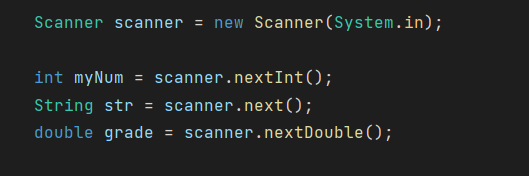 Scanner scanner = new Scanner(System.in);
int myNum = scanner.nextInt();
String str = scanner.next();
double grade = scanner.nextDouble();